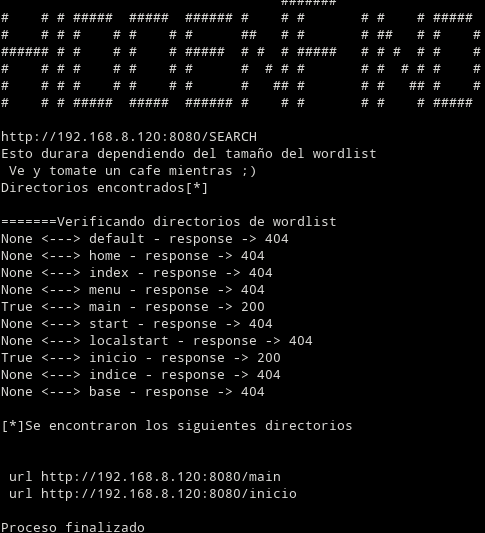 http://192.168.8.120:8080/SEARCH
Esto durara dependiendo del tamaño del wordlist
Ve y tomate un cafe mientras ;)
Directorios encontrados[*]
=======Verificando directorios de wordlist
None <---> default - response -> 404
None <---> home - response -> 404
None <---> index - response -> 404
None <---> menu - response -> 404
True <---> main - response -> 200
None <---> start - response -> 404
None <---> localstart - response -> 404
True <---> inicio - response -> 200
None <---> indice - response -> 404
None <---> base - response -> 404
[*]Se encontraron los siguientes directorios
url http://192.168.8.120:8080/main
url http://192.168.8.120:8080/inicio
Proceso finalizado